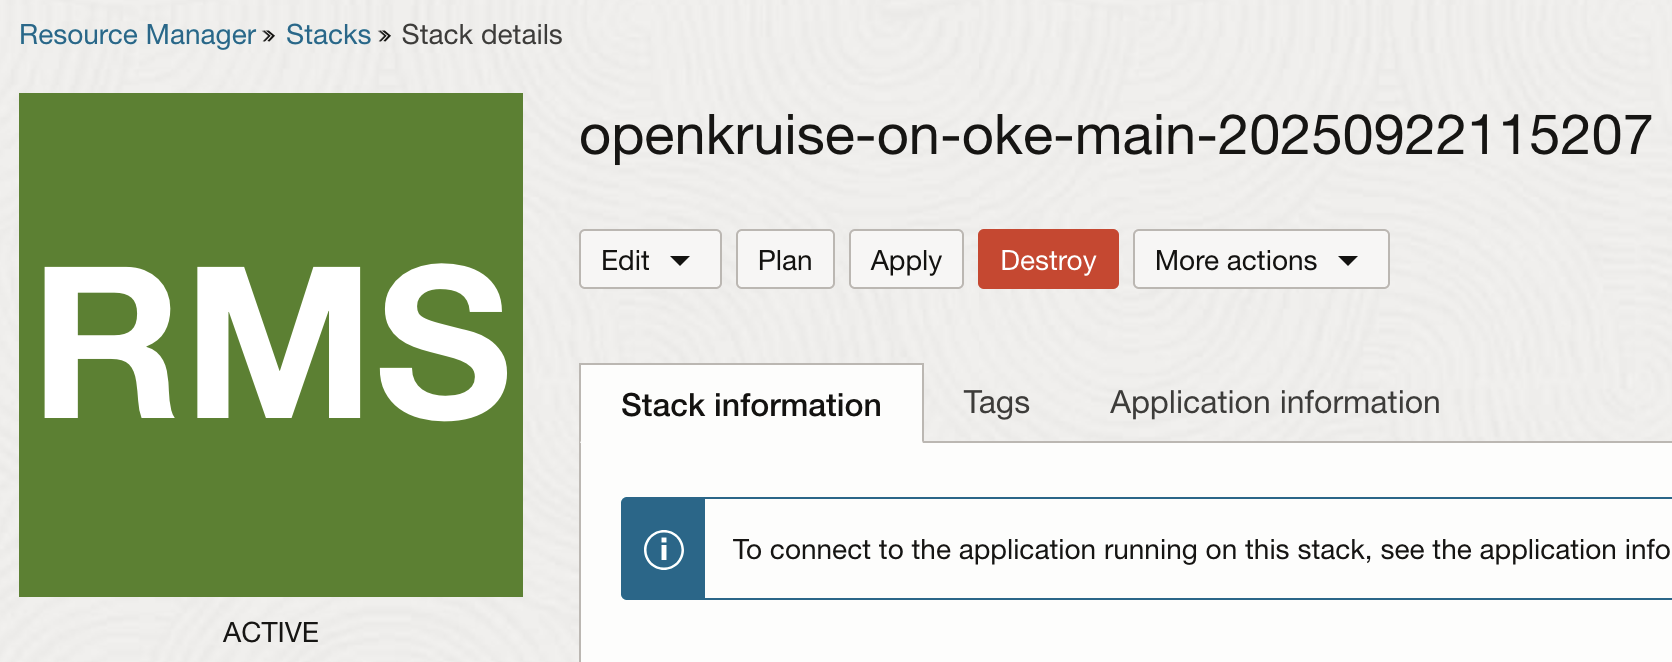 Resource Manager » Stacks » Stack details
RMS
ACTIVE
openkruise-on-oke-main-20250922115207
Edit Plan Apply Destroy More actions
Stack information Tags Application information
To connect to the application running on this stack, see the application info